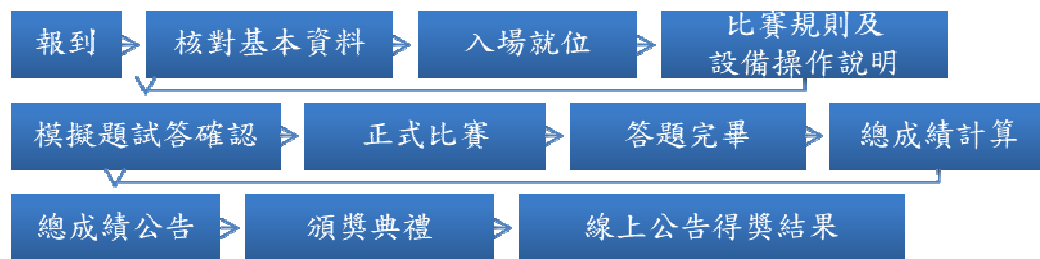 報到
核對基本資料
入場就位
比賽規則及
設備操作說明
模擬題試答確認
正式比賽
答題完畢
總成績計算
總成績公告
頒獎典禮
線上公告得獎結果